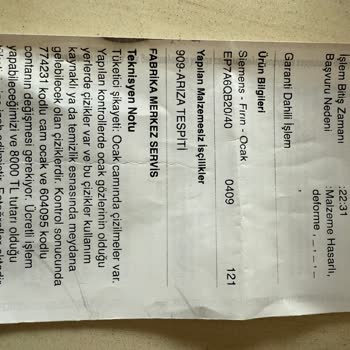 İşlem Bitiş Zamanı :22:31
Başvuru Nedeni :Malzeme Hasarlı,
deforme , _ , _ , _
,
Garanti Dahili İşlem
Ürün Bilgileri
Siemens - Fırın - Ocak
EP7A6QB20/40 0409 121
Yapılan Malzemesiz İşçilikler
909-ARIZA TESPİTİ
FABRİKA MERKEZ SERVİS
Teknisyen Notu
Tüketici şikayeti: Ocak camında çizilmeler var.
Yapılan kontrollerde ocak gözlerinin olduğu
yerlerde çizikler var ve bu çizikler kullanım
kaynaklı ya da temizlik esnasında meydana
gelebilecek olan çiziklerdir. Kontrol sonucunda
774231 kodlu cam ocak ve 604095 kodlu
contanın değişmesi gerekiyor. Ücretli işlem
yapabileceğimizi ve 8000 TL tutarı olduğu